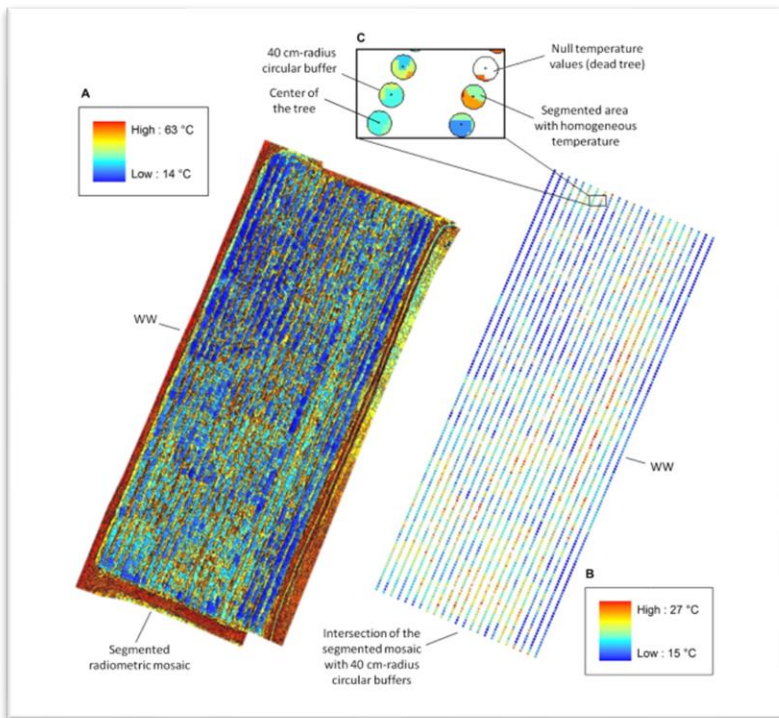 C
40 cm-radius
circular buffer
Center of
the tree
Null temperature
values (dead tree)
Segmented area
with homogeneous
temperature
A
High : 63 °C
Low : 14 °C
WW
WW
B
High : 27 °C
Low : 15 °C
Segmented
radiometric mosaic
Intersection of the
segmented mosaic
with 40 cm-radius
circular buffers